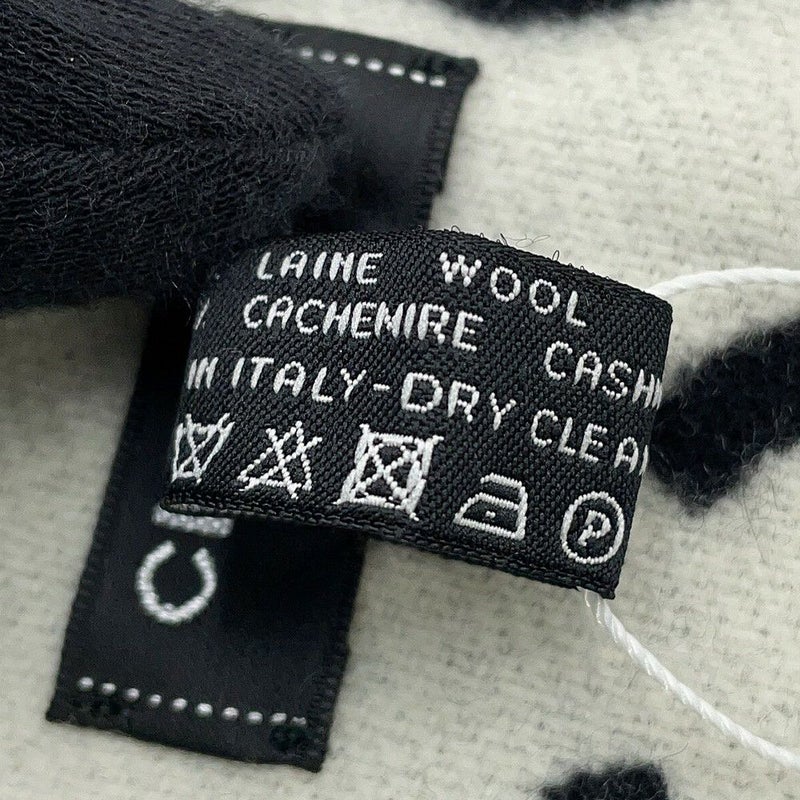 LAINE WOOL
CACHENIRE CASH
IN ITALY-DRY CLEA
P
C